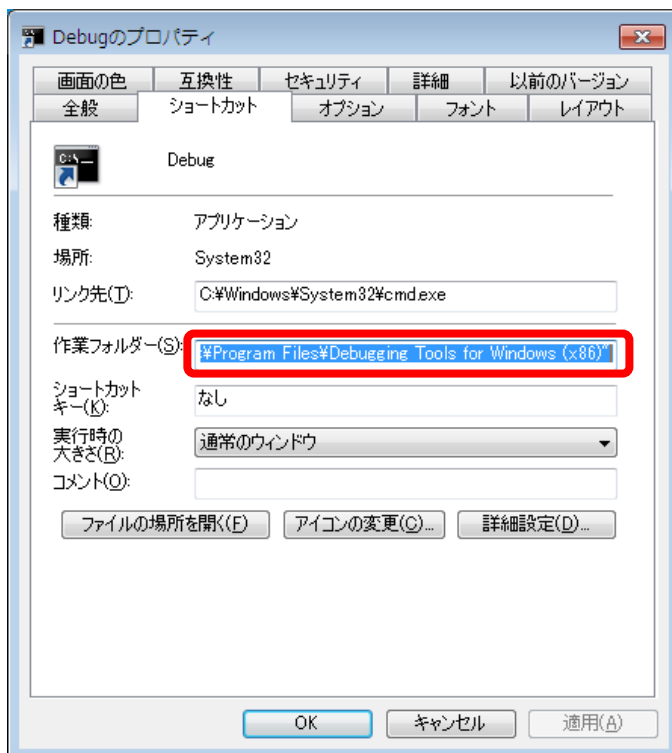 Debugのプロパティ
画面の色 互換性 セキュリティ 詳細 以前のバージョン
全般 ショートカット オプション フォント レイアウト
C:\
Debug
種類: アプリケーション
場所: System32
リンク先(T): C:¥Windows¥System32¥cmd.exe
作業フォルダー(S): :¥Program Files¥Debugging Tools for Windows (x86)"
ショートカット
キー(K): なし
実行時の
大きさ(R): 通常のウィンドウ
コメント(O):
ファイルの場所を開く(F) アイコンの変更(C)... 詳細設定(D)...
OK キャンセル 適用(A)